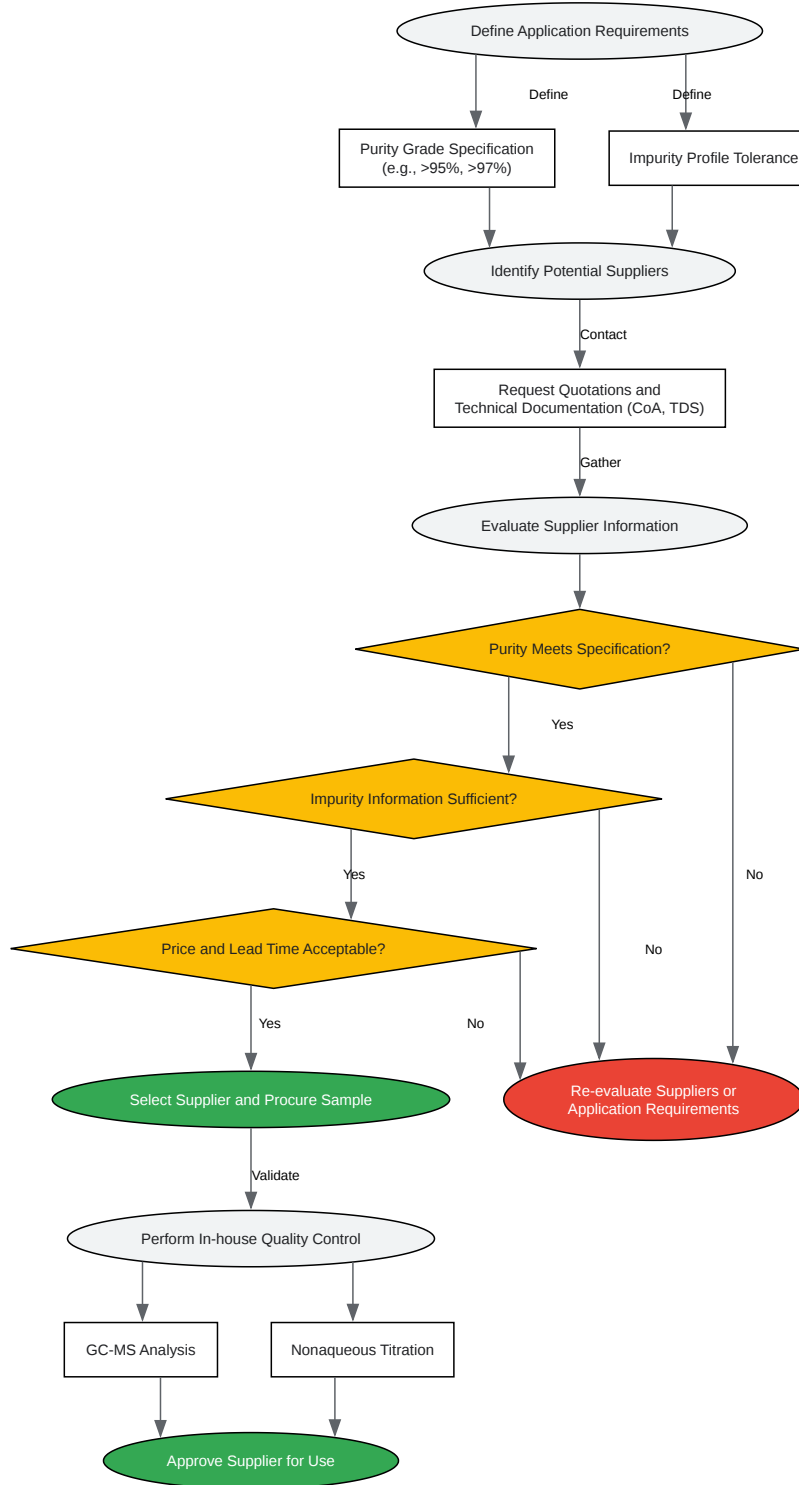 Define Application Requirements
Define
Define
Purity Grade Specification
(e.g., >95%, >97%)
Impurity Profile Tolerance
Identify Potential Suppliers
Contact
Request Quotations and
Technical Documentation (CoA, TDS)
Gather
Evaluate Supplier Information
Purity Meets Specification?
Yes
Impurity Information Sufficient?
Yes
No
Price and Lead Time Acceptable?
No
Yes
No
Select Supplier and Procure Sample
Re-evaluate Suppliers or
Application Requirements
Validate
Perform In-house Quality Control
GC-MS Analysis
Nonaqueous Titration
Approve Supplier for Use